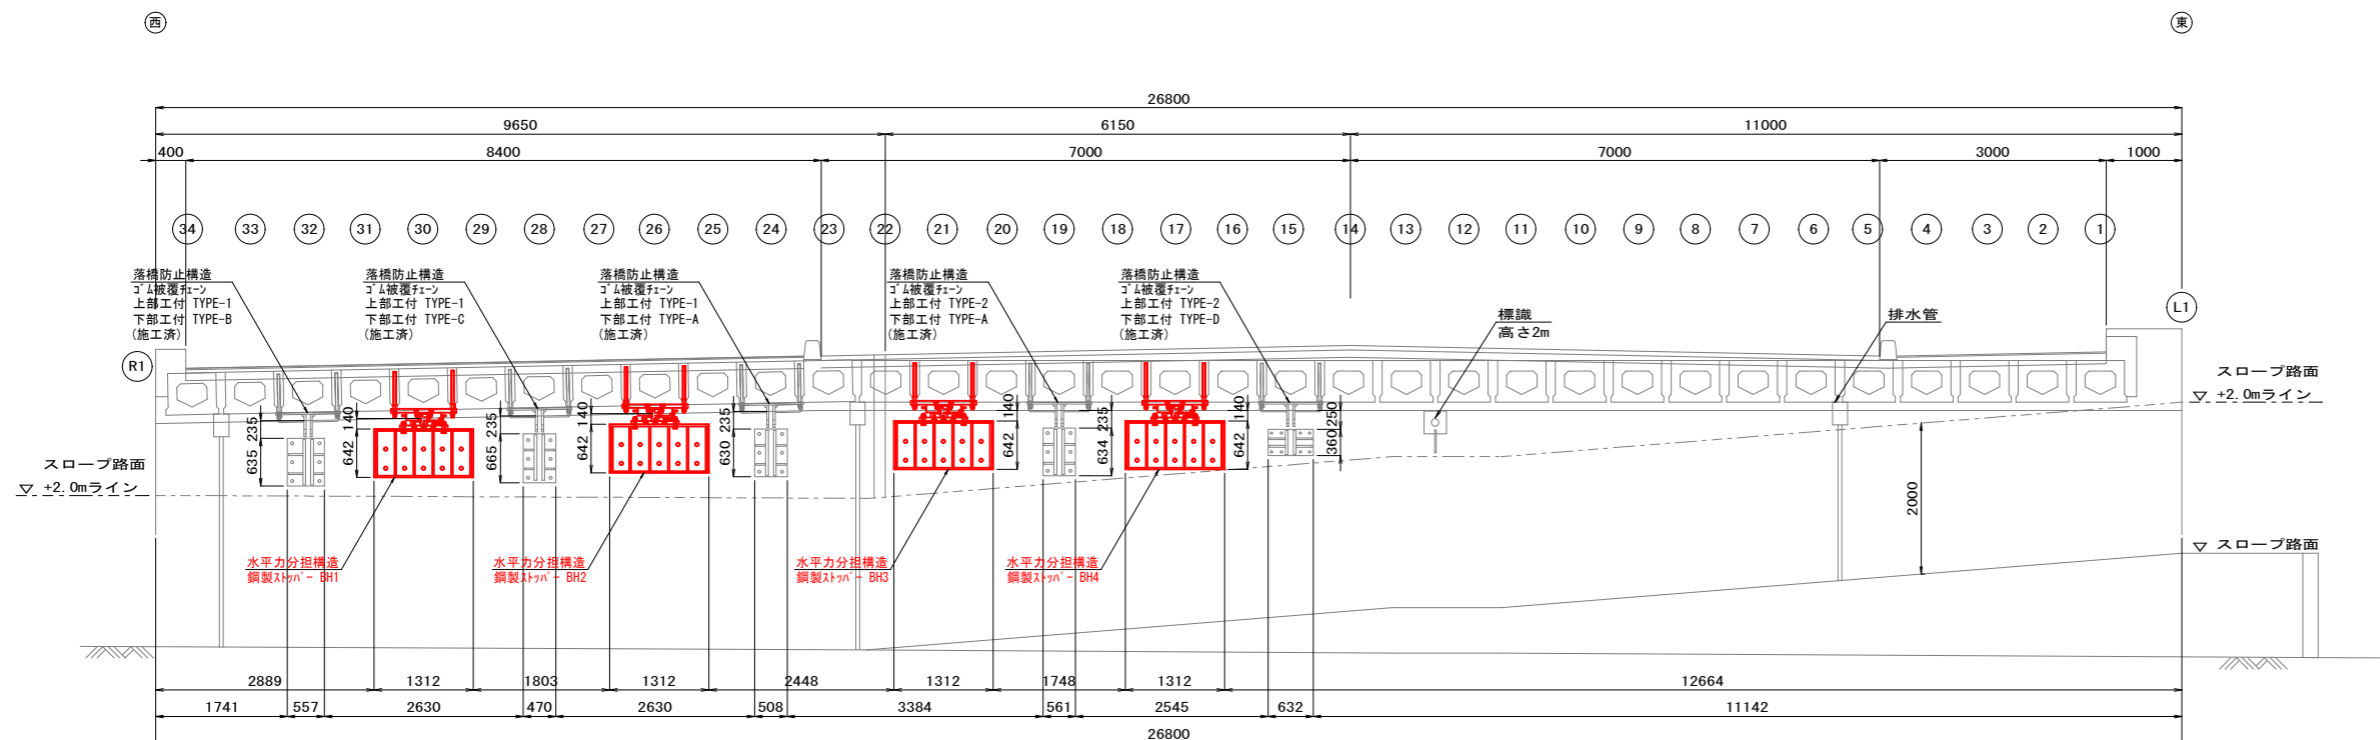 西
東
26800
9650
6150
11000
400
8400
7000
7000
3000
1000
34
33
32
31
30
29
28
27
26
25
24
23
22
21
20
19
18
17
16
15
14
13
12
11
10
9
8
7
6
5
4
3
2
1
落橋防止構造
ゴム被覆チェーン
上部工付 TYPE-1
下部工付 TYPE-B
(施工済)
落橋防止構造
ゴム被覆チェーン
上部工付 TYPE-1
下部工付 TYPE-C
(施工済)
落橋防止構造
ゴム被覆チェーン
上部工付 TYPE-1
下部工付 TYPE-A
(施工済)
落橋防止構造
ゴム被覆チェーン
上部工付 TYPE-2
下部工付 TYPE-A
(施工済)
落橋防止構造
ゴム被覆チェーン
上部工付 TYPE-2
下部工付 TYPE-D
(施工済)
標識
高さ2m
排水管
L1
R1
スロープ路面
▽ +2.0mライン
スロープ路面
▽ +2.0mライン
235
635
140
642
235
665
140
642
235
630
140
642
235
634
140
642
250
360
2000
▽ スロープ路面
水平力分担構造
鋼製ストッパー BH1
水平力分担構造
鋼製ストッパー BH2
水平力分担構造
鋼製ストッパー BH3
水平力分担構造
鋼製ストッパー BH4
2889
1312
1803
1312
2448
1312
1748
1312
12664
1741
557
2630
470
2630
508
3384
561
2545
632
11142
26800